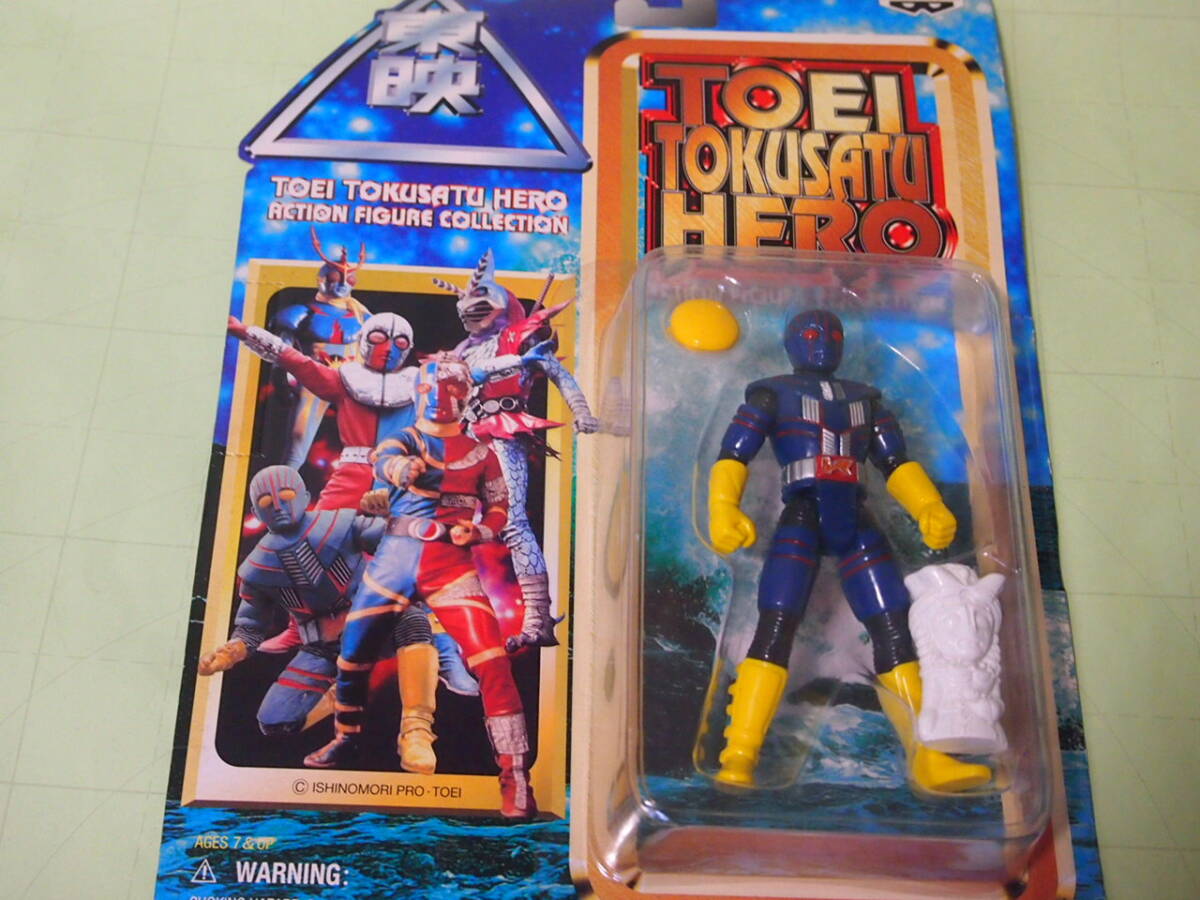 東映
TOEI TOKUSATU HERO
ACTION FIGURE COLLECTION
TOEI
TOKUSATU
HERO
© ISHINOMORI PRO·TOEI
AGES 7 & UP
⚠ WARNING: